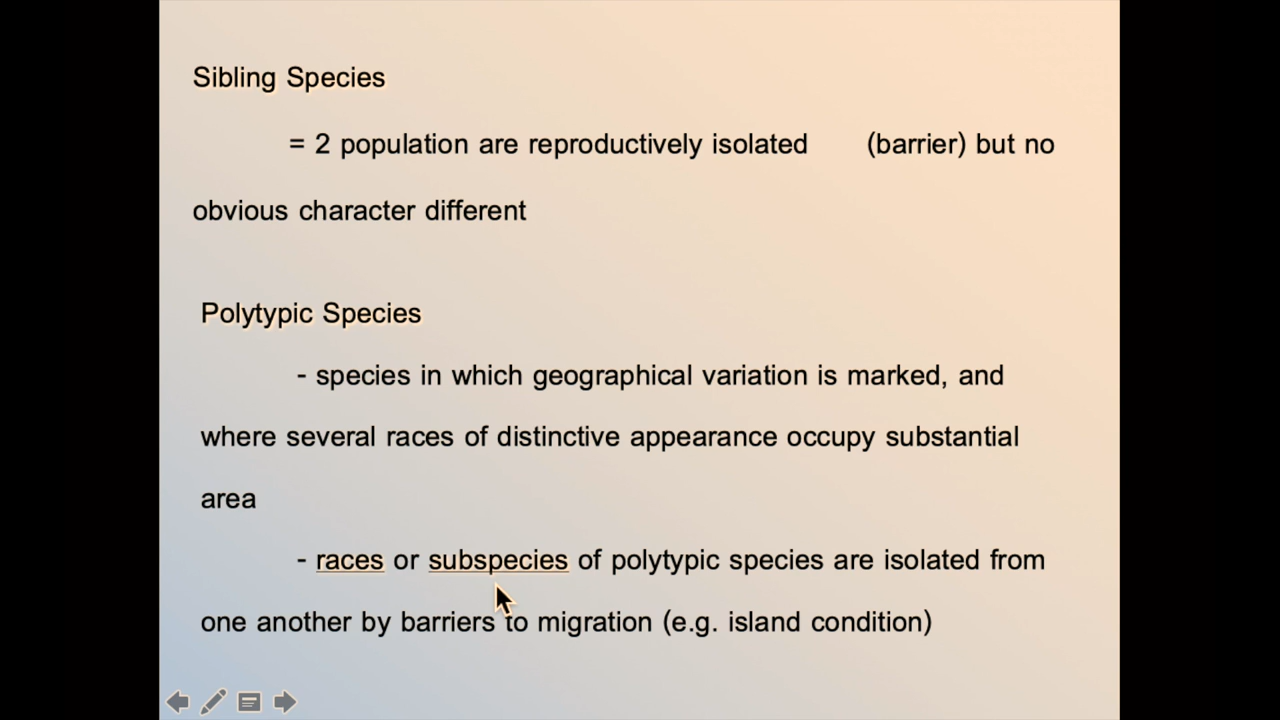 Sibling Species
= 2 population are reproductively isolated (barrier) but no
obvious character different
Polytypic Species
- species in which geographical variation is marked, and
where several races of distinctive appearance occupy substantial
area
- races or subspecies of polytypic species are isolated from
one another by barriers to migration (e.g. island condition)